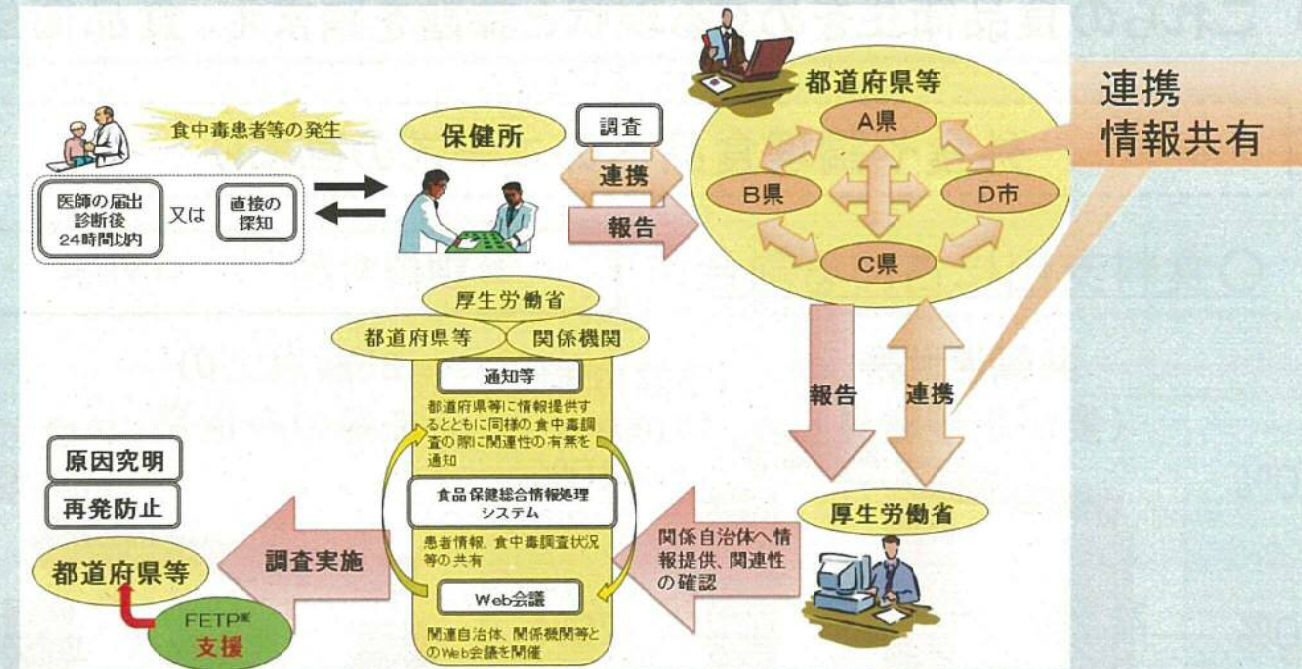 食中毒患者等の発生
医師の届出
診断後
24時間以内
又は
直接の
探知
保健所
調査
連携
報告
都道府県等
A県
B県
D市
C県
連携
情報共有
報告
連携
厚生労働省
関係自治体へ情
報提供、関連性
の確認
厚生労働省
都道府県等
関係機関
通知等
都道府県等に情報提供す
るとともに同様の食中毒調
査の際に関連性の有無を
通知
食品保健総合情報処理
システム
患者情報、食中毒調査状況
等の共有
Web会議
関連自治体、関係機関等と
のWeb会議を開催
調査実施
原因究明
再発防止
都道府県等
FETP※
支援